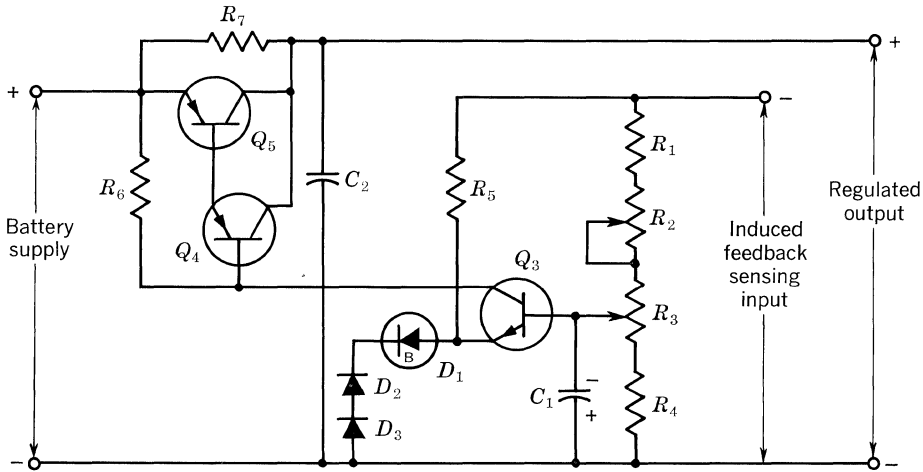 R7
+
+
−
Q5
R1
R6
C2
R5
R2
Regulated
output
Battery
supply
Induced
feedback
sensing
input
Q4
Q3
R3
B
D1
D2
−
C1
+
R4
D3
−
−